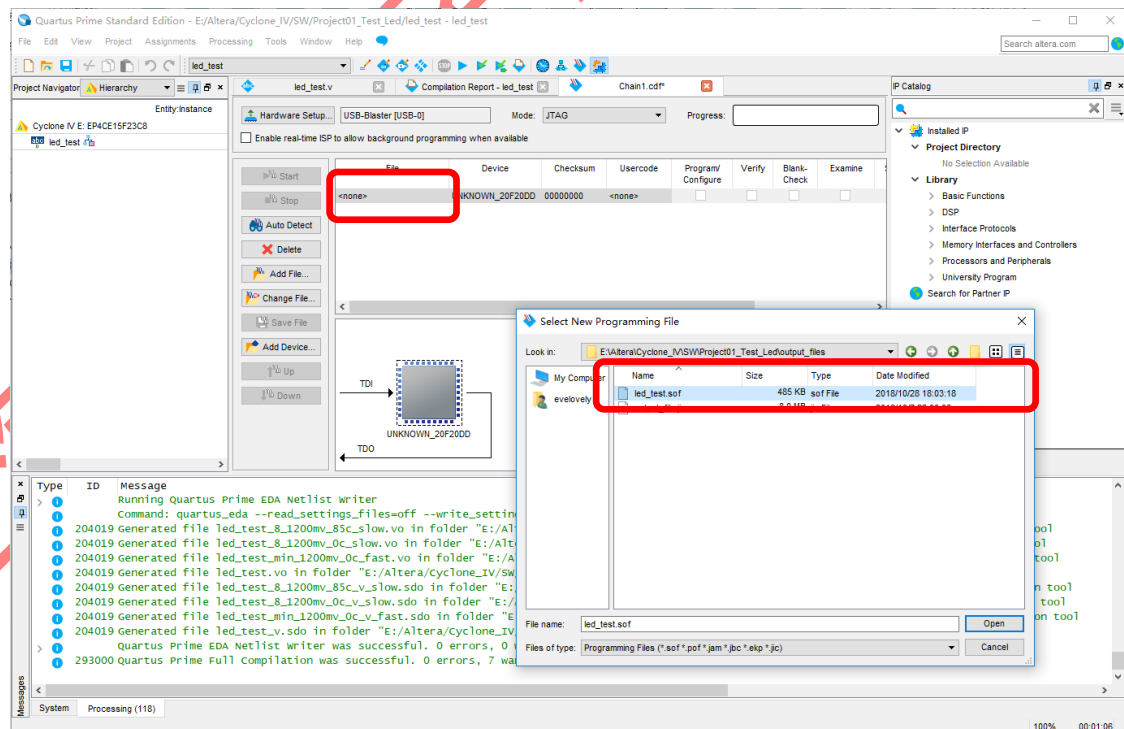 Quartus Prime Standard Edition - E:/Altera/Cyclone_IV/SW/Project01_Test_Led/led_test - led_test
File Edit View Project Assignments Processing Tools Window Help
Search altera.com
led_test
Project Navigator Hierarchy
led_test.v
Compilation Report - led_test
Chain1.cdf*
IP Catalog
Entity:Instance
Cyclone IV E: EP4CE15F23C8
led_test
Hardware Setup... USB-Blaster [USB-0] Mode: JTAG Progress:
Enable real-time ISP to allow background programming when available
Start
Stop
Auto Detect
Delete
Add File...
Change File...
Save File
Add Device...
Up
Down
File Device Checksum Usercode Program/ Configure Verify Blank- Check Examine
<none> UNKNOWN_20F20DD 00000000 <none>
TDI
UNKNOWN_20F20DD
TDO
Installed IP
Project Directory
No Selection Available
Library
Basic Functions
DSP
Interface Protocols
Memory Interfaces and Controllers
Processors and Peripherals
University Program
Search for Partner IP
Select New Programming File
Look in: E:\Altera\Cyclone_IV\SW\Project01_Test_Led\output_files
My Computer
evelovely
Name Size Type Date Modified
led_test.sof 485 KB sof File 2018/10/28 18:03:18
File name: led_test.sof Open
Files of type: Programming Files (*.sof *.pof *.jam *.jbc *.ekp *.jic) Cancel
Type ID Message
Running Quartus Prime EDA Netlist Writer
Command: quartus_eda --read_settings_files=off --write_settin
204019 Generated file led_test_8_1200mv_85c_slow.vo in folder "E:/Al ool
204019 Generated file led_test_8_1200mv_0c_slow.vo in folder "E:/Alt ol
204019 Generated file led_test_min_1200mv_0c_fast.vo in folder "E:/A tool
204019 Generated file led_test.vo in folder "E:/Altera/Cyclone_IV/SW
204019 Generated file led_test_8_1200mv_85c_v_slow.sdo in folder "E: n tool
204019 Generated file led_test_8_1200mv_0c_v_slow.sdo in folder "E:/ tool
204019 Generated file led_test_min_1200mv_0c_v_fast.sdo in folder "E on tool
204019 Generated file led_test_v.sdo in folder "E:/Altera/Cyclone_IV
Quartus Prime EDA Netlist Writer was successful. 0 errors, 0
293000 Quartus Prime Full Compilation was successful. 0 errors, 7 wa
Messages
System Processing (118)
100% 00:01:06